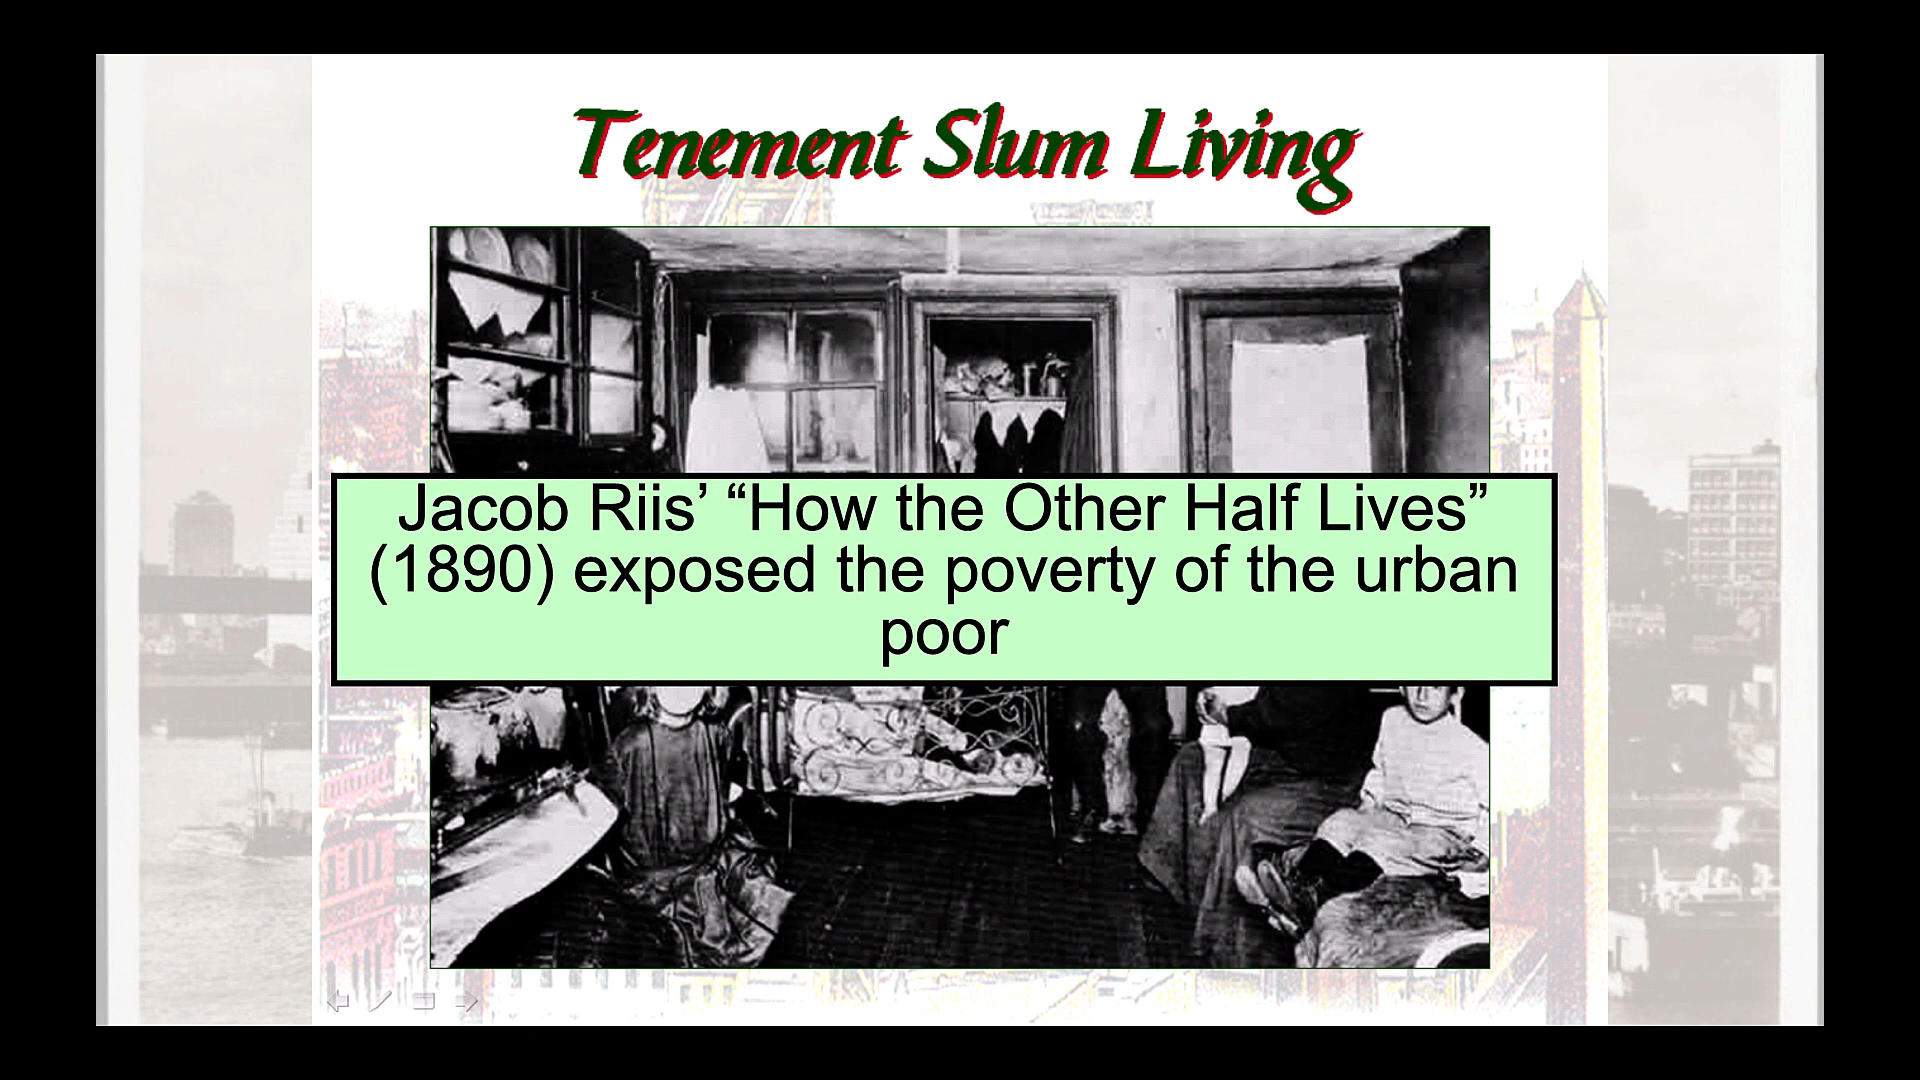 Tenement Slum Living
Jacob Riis’ “How the Other Half Lives”
(1890) exposed the poverty of the urban
poor